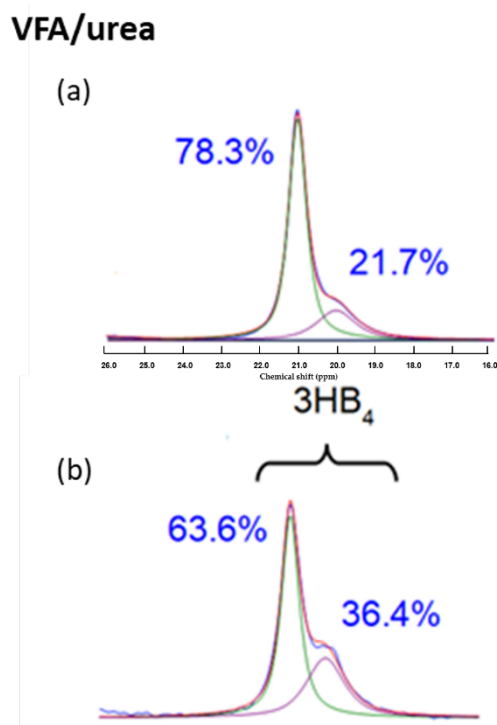 VFA/urea
(a)
78.3%
21.7%
26.0 25.0 24.0 23.0 22.0 21.0 20.0 19.0 18.0 17.0 16.0
Chemical shift (ppm)
3HB4
(b)
63.6%
36.4%